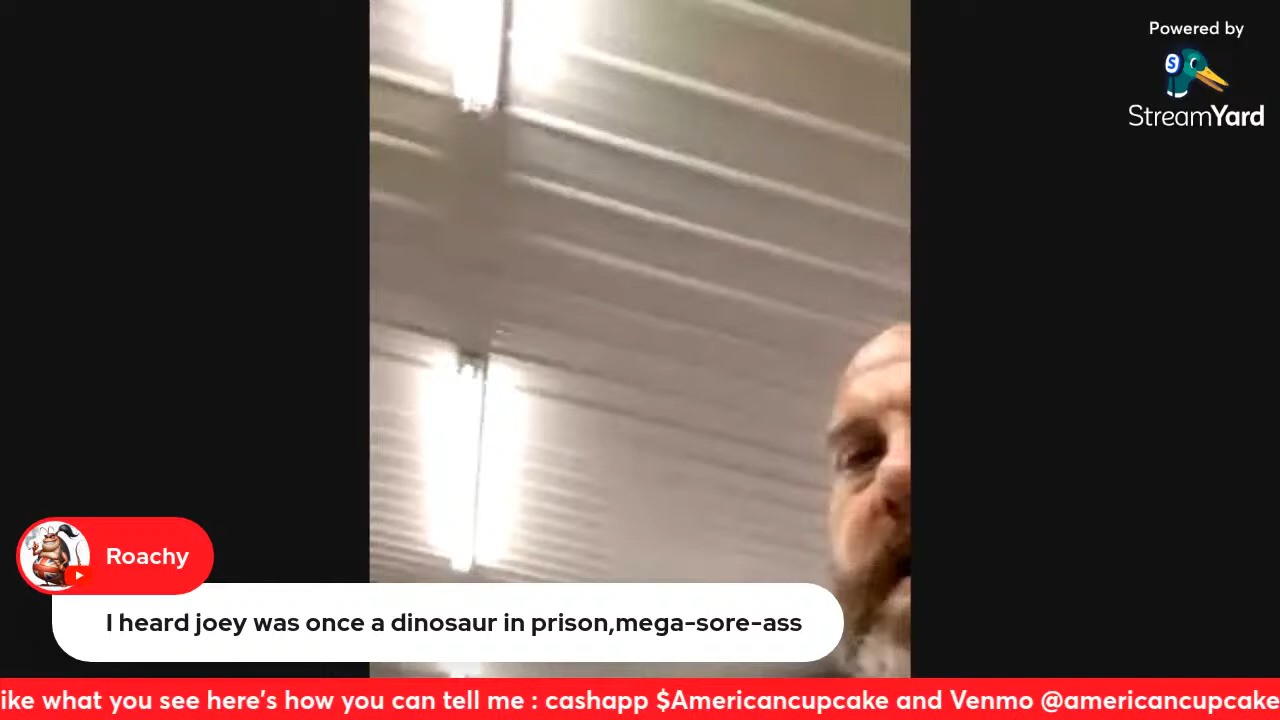 Powered by
StreamYard
Roachy
I heard joey was once a dinosaur in prison,mega-sore-ass
ike what you see here's how you can tell me : cashapp $Americancupcake and Venmo @americancupcake